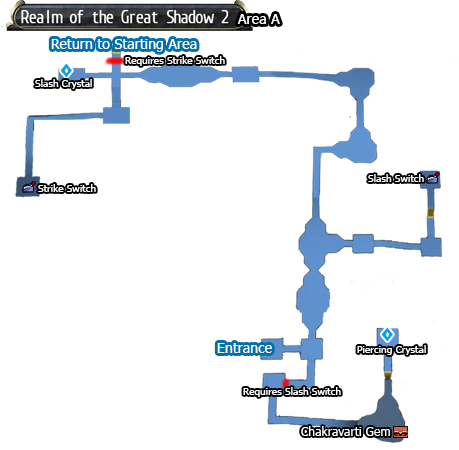 Realm of the Great Shadow 2 Area A
Return to Starting Area
Requires Strike Switch
Slash Crystal
Strike Switch
Slash Switch
Entrance
Piercing Crystal
Requires Slash Switch
Chakravarti Gem